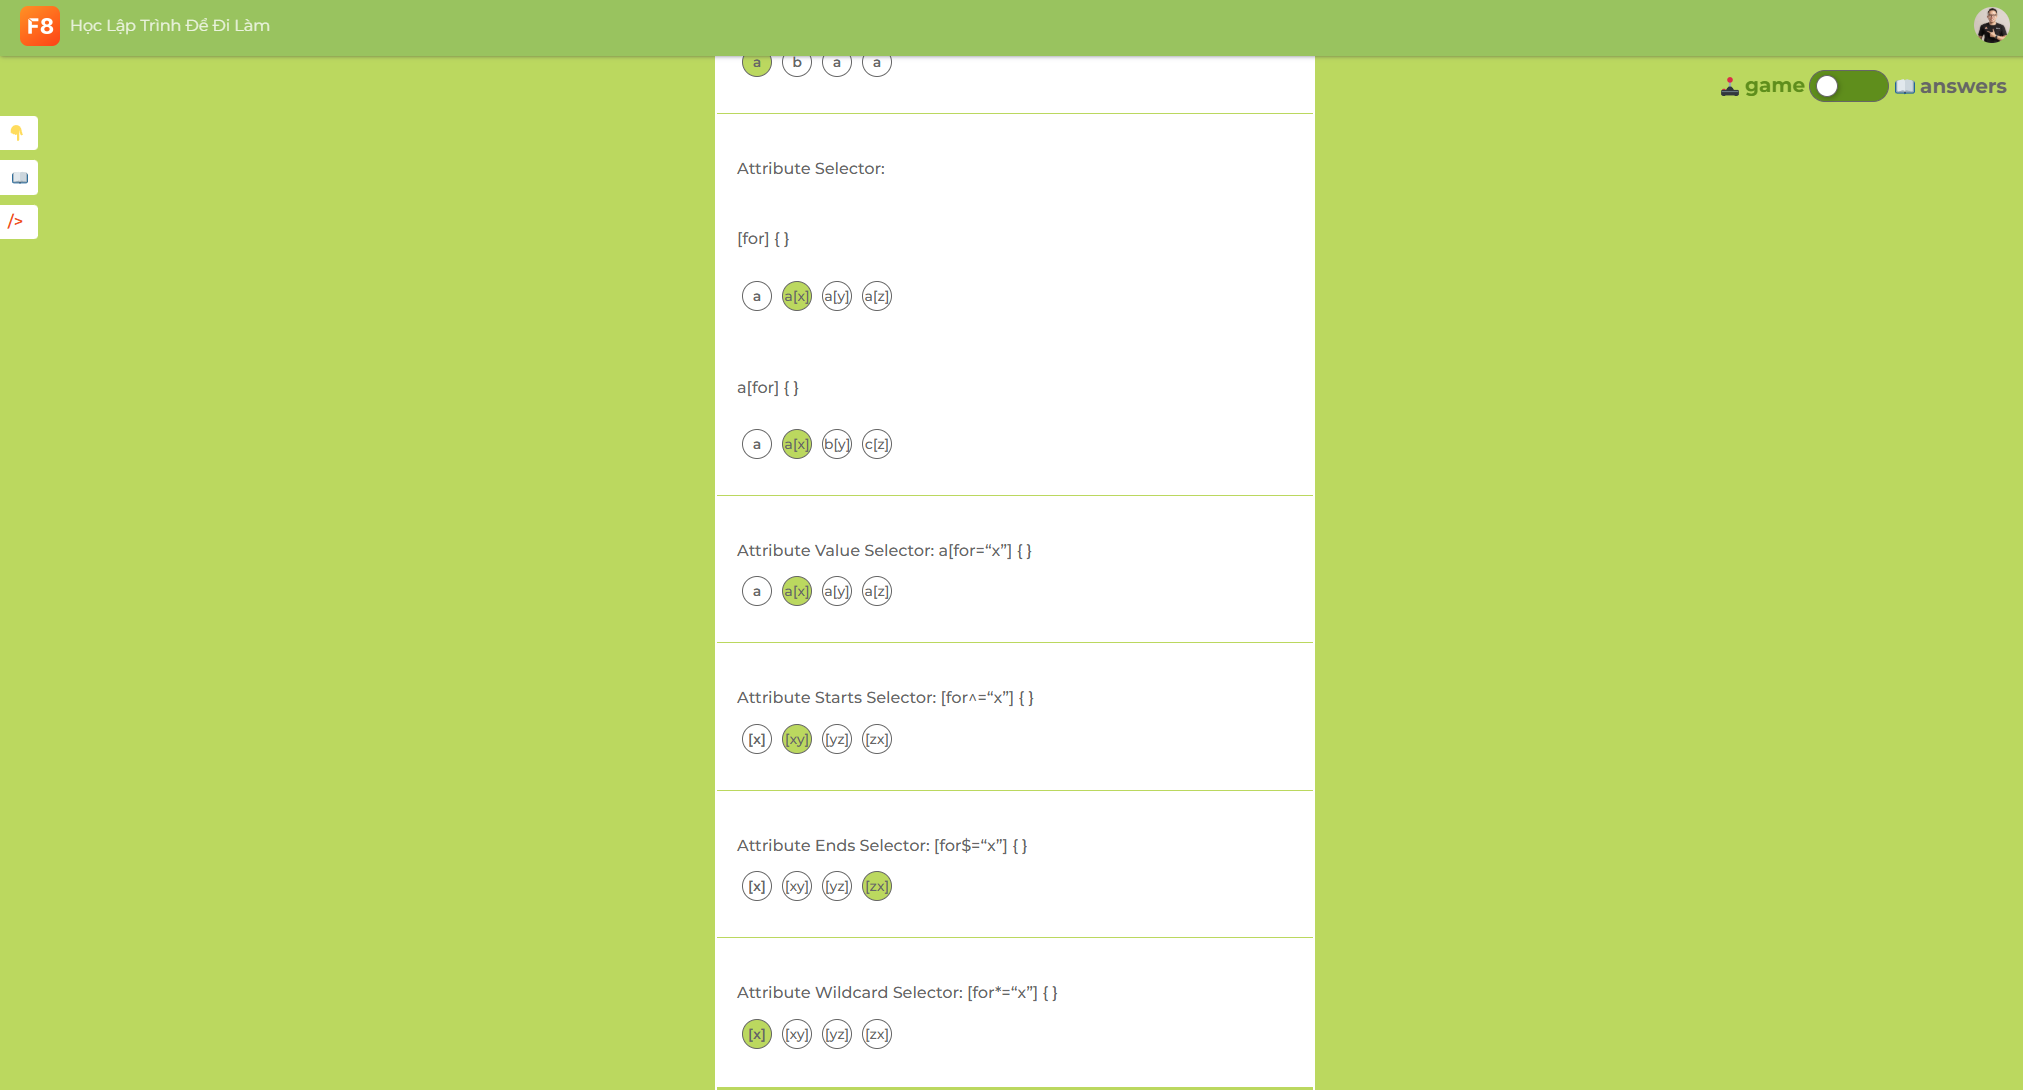 F8 Học Lập Trình Để Đi Làm
a b a a
game answers
/>
Attribute Selector:
[for] { }
a a[x] a[y] a[z]
a[for] { }
a a[x] b[y] c[z]
Attribute Value Selector: a[for=“x”] { }
a a[x] a[y] a[z]
Attribute Starts Selector: [for^=“x”] { }
[x] [xy] [yz] [zx]
Attribute Ends Selector: [for$=“x”] { }
[x] [xy] [yz] [zx]
Attribute Wildcard Selector: [for*=“x”] { }
[x] [xy] [yz] [zx]